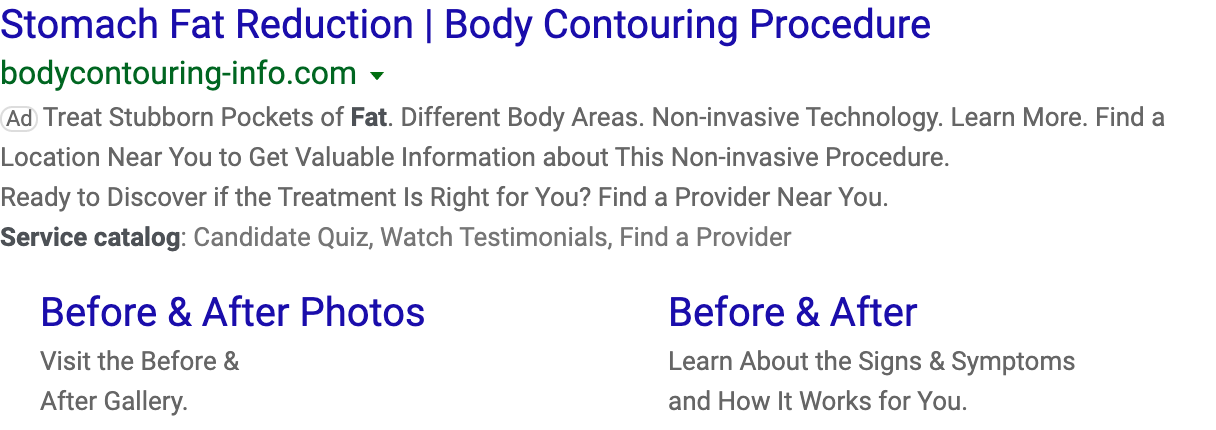 Stomach Fat Reduction | Body Contouring Procedure
bodycontouring-info.com
Ad Treat Stubborn Pockets of Fat. Different Body Areas. Non-invasive Technology. Learn More. Find a
Location Near You to Get Valuable Information about This Non-invasive Procedure.
Ready to Discover if the Treatment Is Right for You? Find a Provider Near You.
Service catalog: Candidate Quiz, Watch Testimonials, Find a Provider
Before & After Photos
Visit the Before &
After Gallery.
Before & After
Learn About the Signs & Symptoms
and How It Works for You.